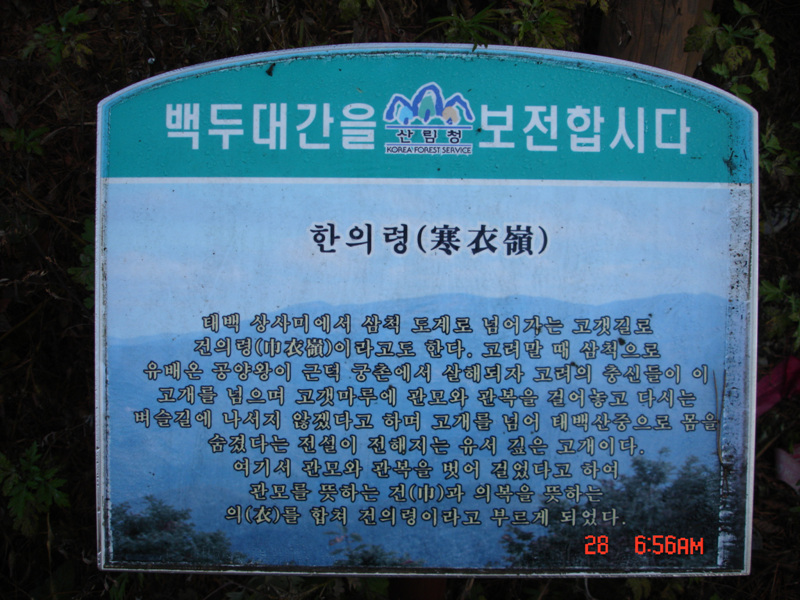 백두대간을 산림청 보전합시다
KOREA FOREST SERVICE
한의령(寒衣嶺)
태백 상사미에서 삼척 도계로 넘어가는 고갯길로
건의령(巾衣嶺)이라고도 한다. 고려말 때 삼척으로
유배온 공양왕이 근덕 궁촌에서 살해되자 고려의 충신들이 이
고개를 넘으며 고갯마루에 관모와 관복을 걸어놓고 다시는
벼슬길에 나서지 않겠다고 하며 고개를 넘어 태백산중으로 몸을
숨겼다는 전설이 전해지는 유서 깊은 고개이다.
여기서 관모와 관복을 벗어 걸었다고 하여
관모를 뜻하는 건(巾)과 의복을 뜻하는
의(衣)를 합쳐 건의령이라고 부르게 되었다.
28 6:56AM